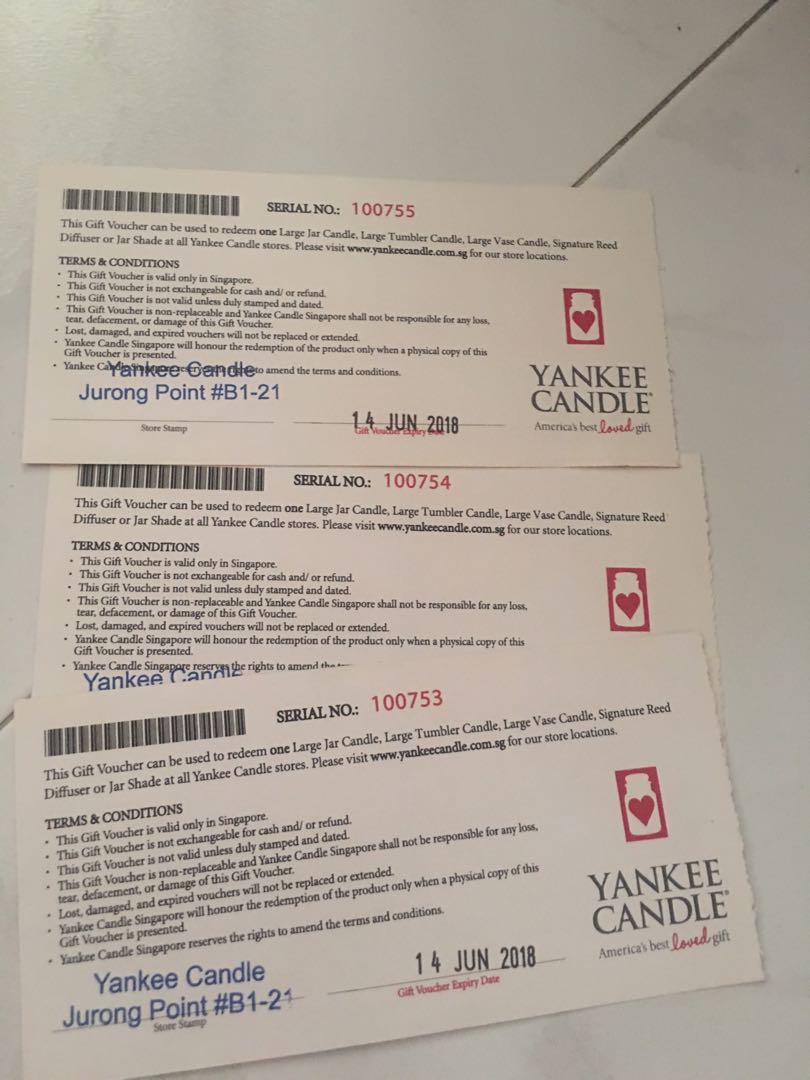 SERIAL NO.: 100755
This Gift Voucher can be used to redeem one Large Jar Candle, Large Tumbler Candle, Large Vase Candle, Signature Reed
Diffuser or Jar Shade at all Yankee Candle stores. Please visit www.yankeecandle.com.sg for our store locations.
TERMS & CONDITIONS
· This Gift Voucher is valid only in Singapore.
· This Gift Voucher is not exchangeable for cash and/ or refund.
· This Gift Voucher is not valid unless duly stamped and dated.
· This Gift Voucher is non-replaceable and Yankee Candle Singapore shall not be responsible for any loss,
tear, defacement, or damage of this Gift Voucher.
· Lost, damaged, and expired vouchers will not be replaced or extended.
· Yankee Candle Singapore will honour the redemption of the product only when a physical copy of this
Gift Voucher is presented.
· Yankee Candle Singapore reserves to amend the terms and conditions.
Yankee Candle
Jurong Point #B1-21
Store Stamp
14 JUN 2018
Gift Voucher Expiry Date
YANKEE
CANDLE®
America's best loved gift
SERIAL NO.: 100754
This Gift Voucher can be used to redeem one Large Jar Candle, Large Tumbler Candle, Large Vase Candle, Signature Reed
Diffuser or Jar Shade at all Yankee Candle stores. Please visit www.yankeecandle.com.sg for our store locations.
TERMS & CONDITIONS
· This Gift Voucher is valid only in Singapore.
· This Gift Voucher is not exchangeable for cash and/ or refund.
· This Gift Voucher is not valid unless duly stamped and dated.
· This Gift Voucher is non-replaceable and Yankee Candle Singapore shall not be responsible for any loss,
tear, defacement, or damage of this Gift Voucher.
· Lost, damaged, and expired vouchers will not be replaced or extended.
· Yankee Candle Singapore will honour the redemption of the product only when a physical copy of this
Gift Voucher is presented.
· Yankee Candle Singapore reserves the rights to amend the
Yankee Candle
SERIAL NO.: 100753
This Gift Voucher can be used to redeem one Large Jar Candle, Large Tumbler Candle, Large Vase Candle, Signature Reed
Diffuser or Jar Shade at all Yankee Candle stores. Please visit www.yankeecandle.com.sg for our store locations.
TERMS & CONDITIONS
· This Gift Voucher is valid only in Singapore.
· This Gift Voucher is not exchangeable for cash and/ or refund.
· This Gift Voucher is not valid unless duly stamped and dated.
· This Gift Voucher is non-replaceable and Yankee Candle Singapore shall not be responsible for any loss,
tear, defacement, or damage of this Gift Voucher.
· Lost, damaged, and expired vouchers will not be replaced or extended.
· Yankee Candle Singapore will honour the redemption of the product only when a physical copy of this
Gift Voucher is presented.
· Yankee Candle Singapore reserves the rights to amend the terms and conditions.
Yankee Candle
Jurong Point #B1-21
Store Stamp
14 JUN 2018
Gift Voucher Expiry Date
YANKEE
CANDLE®
America's best loved gift